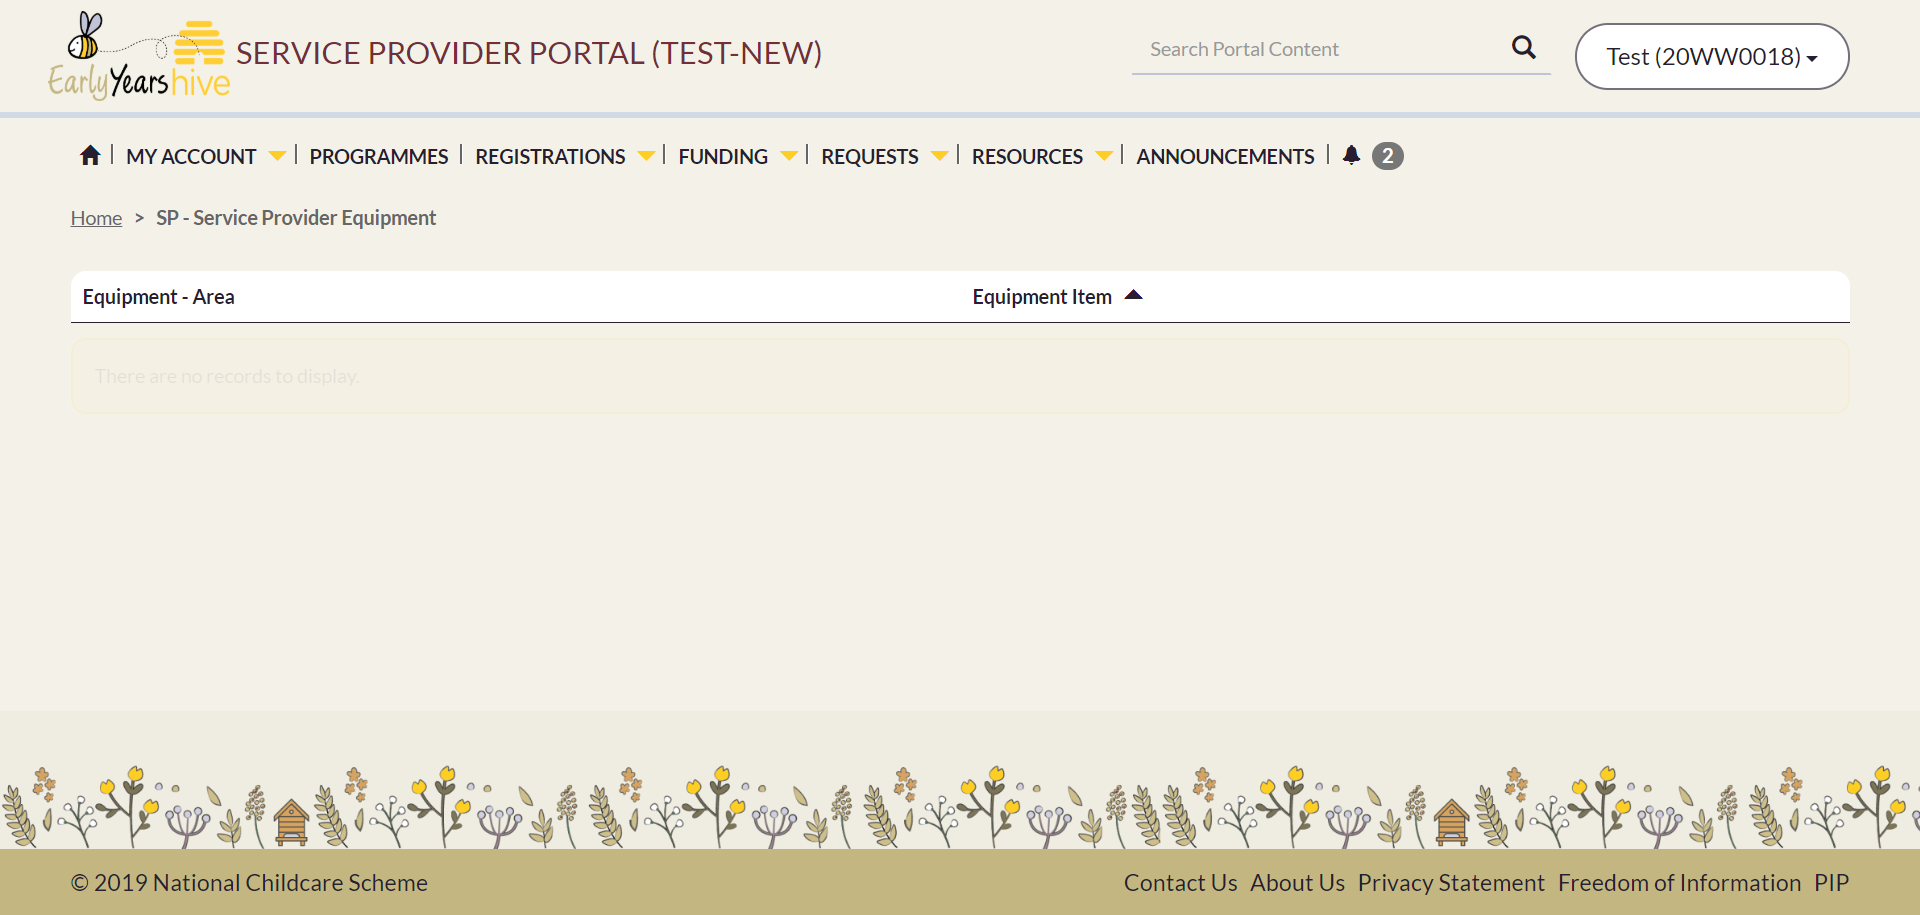 Early Years hive
SERVICE PROVIDER PORTAL (TEST-NEW)
Search Portal Content
Test (20WW0018)
MY ACCOUNT
PROGRAMMES
REGISTRATIONS
FUNDING
REQUESTS
RESOURCES
ANNOUNCEMENTS
2
Home > SP - Service Provider Equipment
Equipment - Area
Equipment Item
There are no records to display.
© 2019 National Childcare Scheme
Contact Us About Us Privacy Statement Freedom of Information PIP